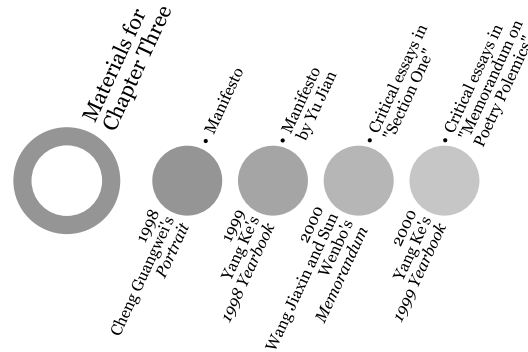 Materials for
Chapter Three
• Manifesto
• Manifesto
by Yu Jian
• Critical essays in
"Section One"
• Critical essays in
"Memorandum on
Poetry Polemics"
1998
Cheng Guangwei's
Portrait
1999
Yang Ke's
1998 Yearbook
2000
Wang Jiaxin and Sun
Wenbo's
Memorandum
2000
Yang Ke's
1999 Yearbook